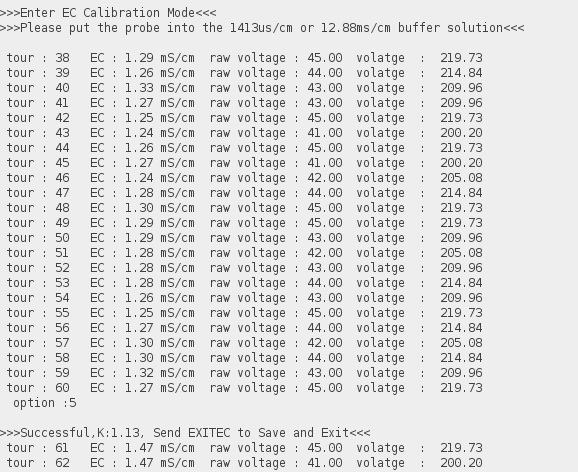 >>>Enter EC Calibration Mode<<<
>>>Please put the probe into the 1413us/cm or 12.88ms/cm buffer solution<<<
tour : 38   EC : 1.29 mS/cm  raw voltage : 45.00  volatge  :  219.73
tour : 39   EC : 1.26 mS/cm  raw voltage : 44.00  volatge  :  214.84
tour : 40   EC : 1.33 mS/cm  raw voltage : 43.00  volatge  :  209.96
tour : 41   EC : 1.27 mS/cm  raw voltage : 43.00  volatge  :  209.96
tour : 42   EC : 1.25 mS/cm  raw voltage : 45.00  volatge  :  219.73
tour : 43   EC : 1.24 mS/cm  raw voltage : 41.00  volatge  :  200.20
tour : 44   EC : 1.26 mS/cm  raw voltage : 45.00  volatge  :  219.73
tour : 45   EC : 1.27 mS/cm  raw voltage : 41.00  volatge  :  200.20
tour : 46   EC : 1.24 mS/cm  raw voltage : 42.00  volatge  :  205.08
tour : 47   EC : 1.28 mS/cm  raw voltage : 44.00  volatge  :  214.84
tour : 48   EC : 1.30 mS/cm  raw voltage : 45.00  volatge  :  219.73
tour : 49   EC : 1.29 mS/cm  raw voltage : 45.00  volatge  :  219.73
tour : 50   EC : 1.29 mS/cm  raw voltage : 43.00  volatge  :  209.96
tour : 51   EC : 1.28 mS/cm  raw voltage : 42.00  volatge  :  205.08
tour : 52   EC : 1.28 mS/cm  raw voltage : 43.00  volatge  :  209.96
tour : 53   EC : 1.28 mS/cm  raw voltage : 44.00  volatge  :  214.84
tour : 54   EC : 1.26 mS/cm  raw voltage : 43.00  volatge  :  209.96
tour : 55   EC : 1.25 mS/cm  raw voltage : 45.00  volatge  :  219.73
tour : 56   EC : 1.27 mS/cm  raw voltage : 44.00  volatge  :  214.84
tour : 57   EC : 1.30 mS/cm  raw voltage : 42.00  volatge  :  205.08
tour : 58   EC : 1.30 mS/cm  raw voltage : 44.00  volatge  :  214.84
tour : 59   EC : 1.32 mS/cm  raw voltage : 43.00  volatge  :  209.96
tour : 60   EC : 1.27 mS/cm  raw voltage : 45.00  volatge  :  219.73
option :5
>>>Successful,K:1.13, Send EXITEC to Save and Exit<<<
tour : 61   EC : 1.47 mS/cm  raw voltage : 45.00  volatge  :  219.73
tour : 62   EC : 1.47 mS/cm  raw voltage : 41.00  volatge  :  200.20